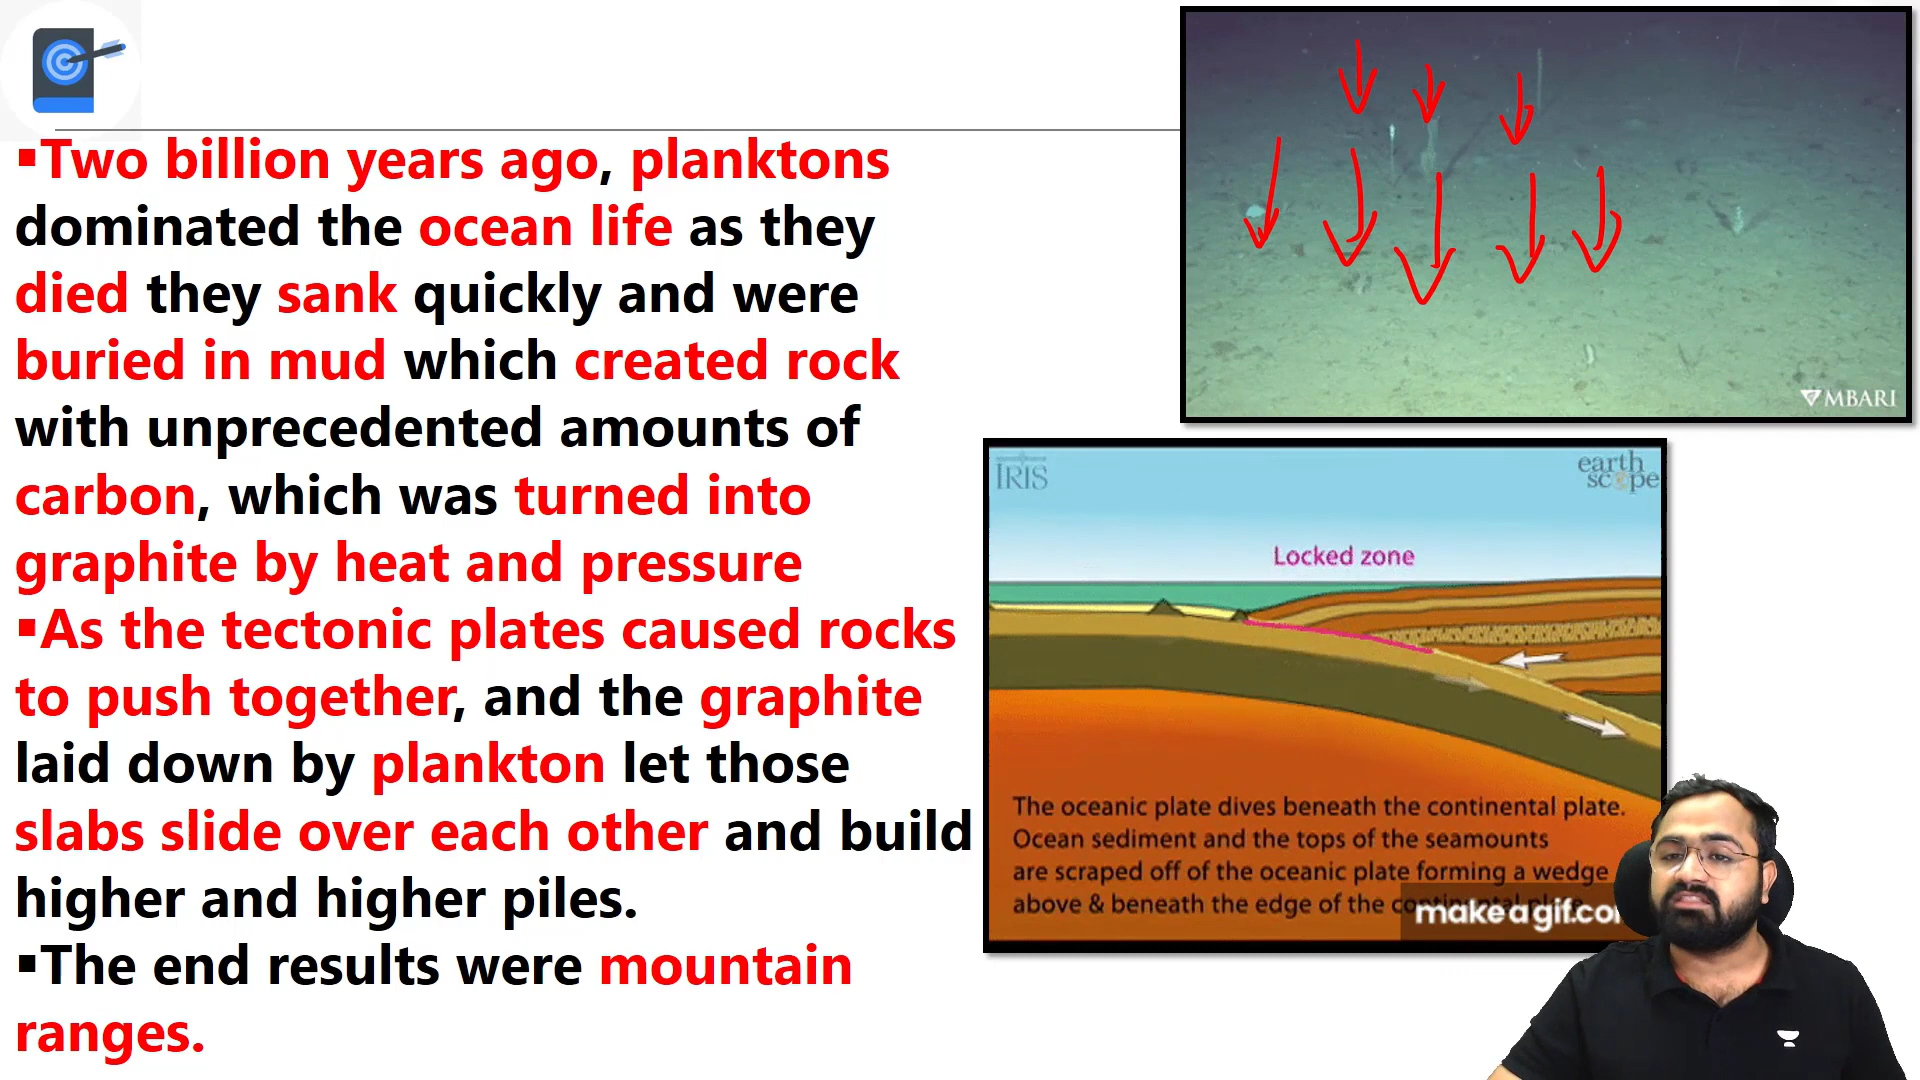 ▪Two billion years ago, planktons
dominated the ocean life as they
died they sank quickly and were
buried in mud which created rock
with unprecedented amounts of
carbon, which was turned into
graphite by heat and pressure
▪As the tectonic plates caused rocks
to push together, and the graphite
laid down by plankton let those
slabs slide over each other and build
higher and higher piles.
▪The end results were mountain
ranges.
MBARI
IRIS
earth
scope
Locked zone
The oceanic plate dives beneath the continental plate.
Ocean sediment and the tops of the seamounts
are scraped off of the oceanic plate forming a wedge
above & beneath the edge of the continental plate.
makeagif.co